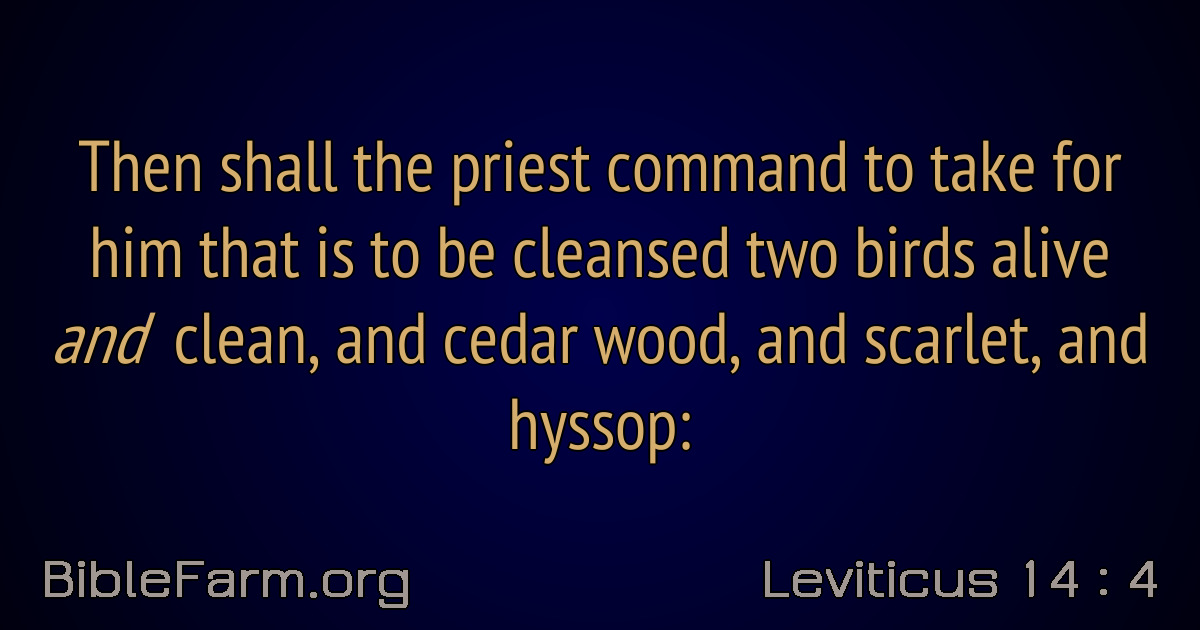 Then shall the priest command to take for
him that is to be cleansed two birds alive
and clean, and cedar wood, and scarlet, and
hyssop:
BibleFarm.org
Leviticus 14 : 4